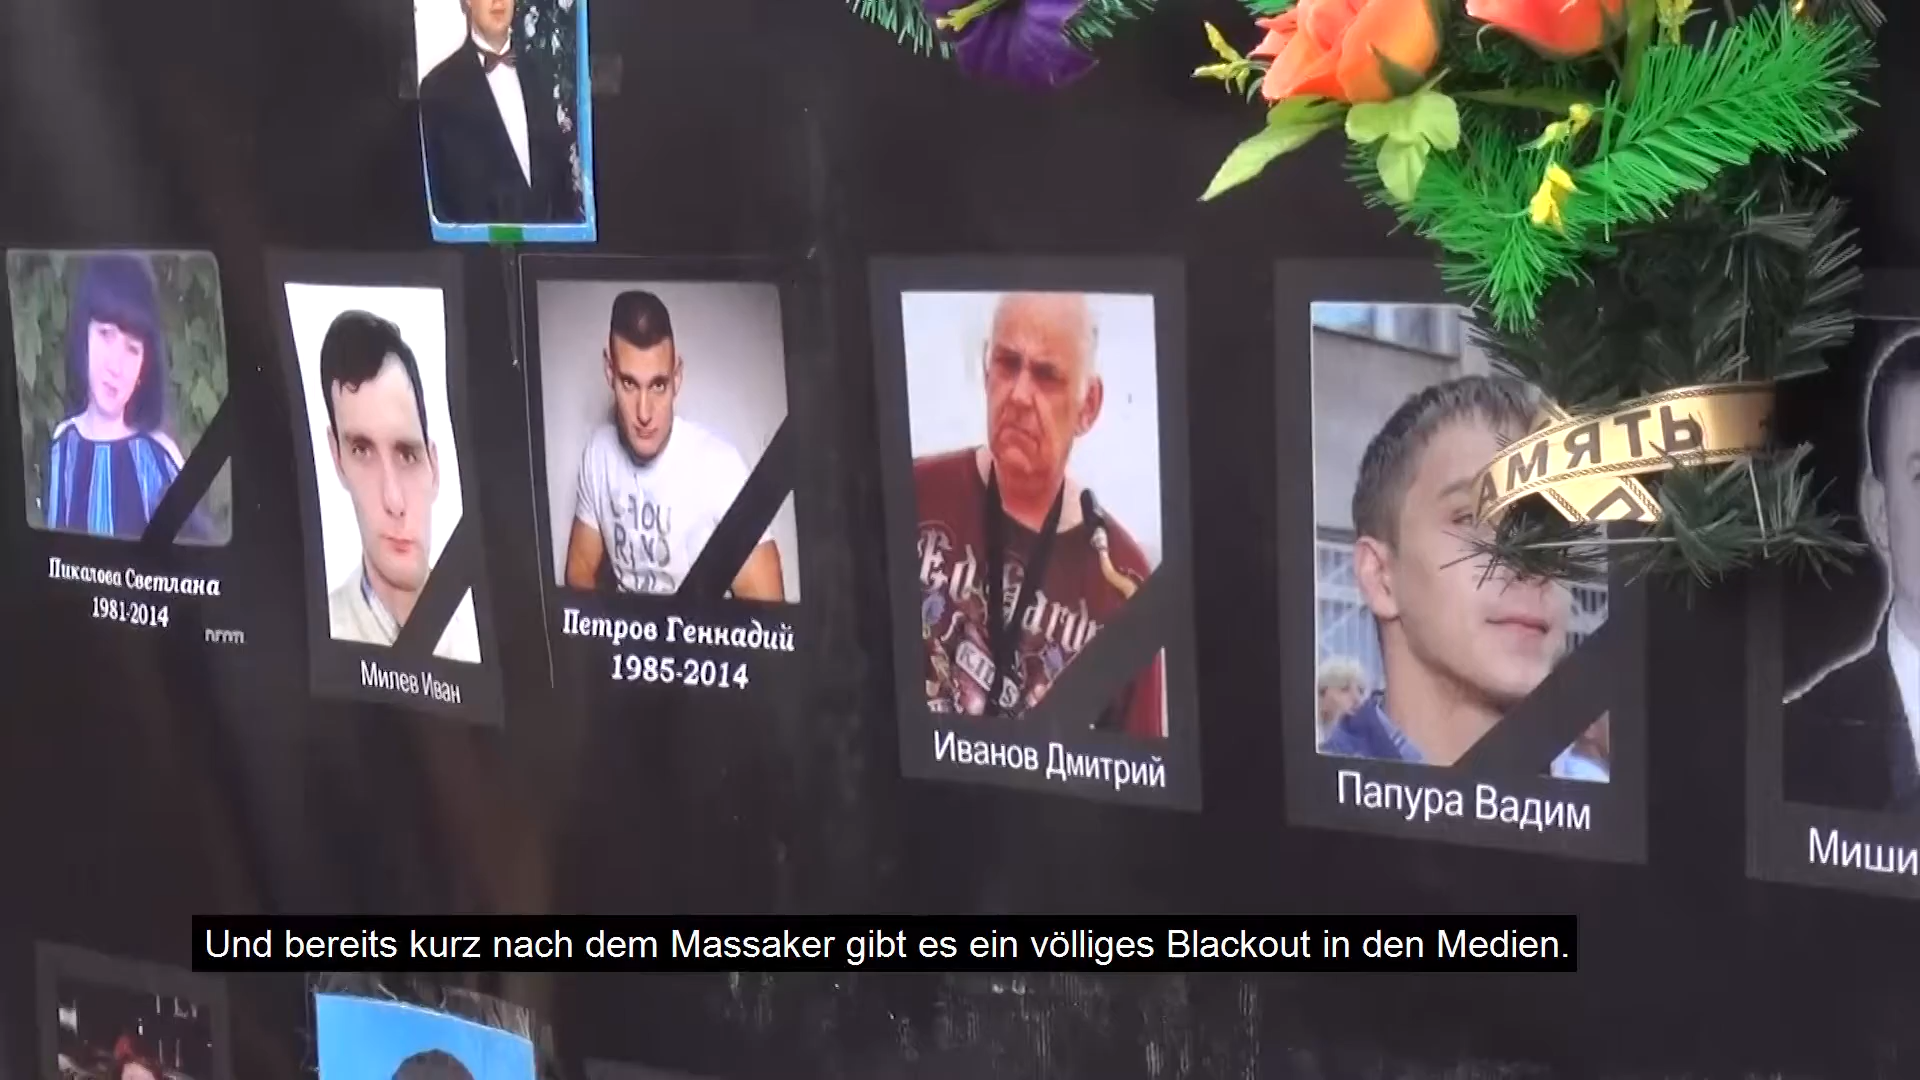 АМЯТЬ
Пикалова Светлана
1981-2014
Милев Иван
Петров Геннадий
1985-2014
Иванов Дмитрий
Папура Вадим
Миши
Und bereits kurz nach dem Massaker gibt es ein völliges Blackout in den Medien.